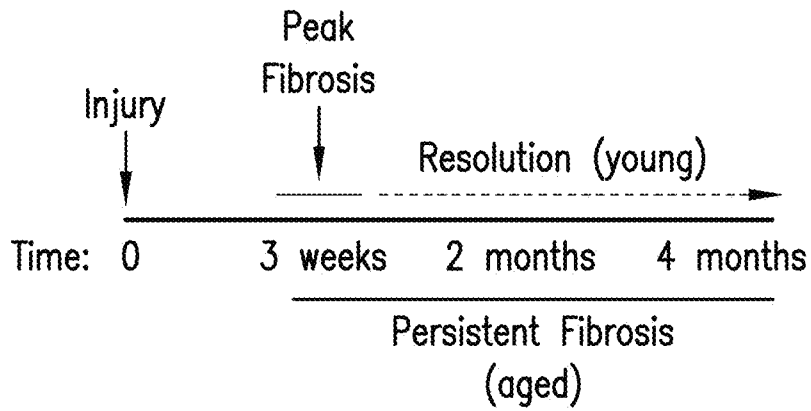 Peak
Fibrosis
Injury
Resolution (young)
Time: 0 3 weeks 2 months 4 months
Persistent Fibrosis
(aged)